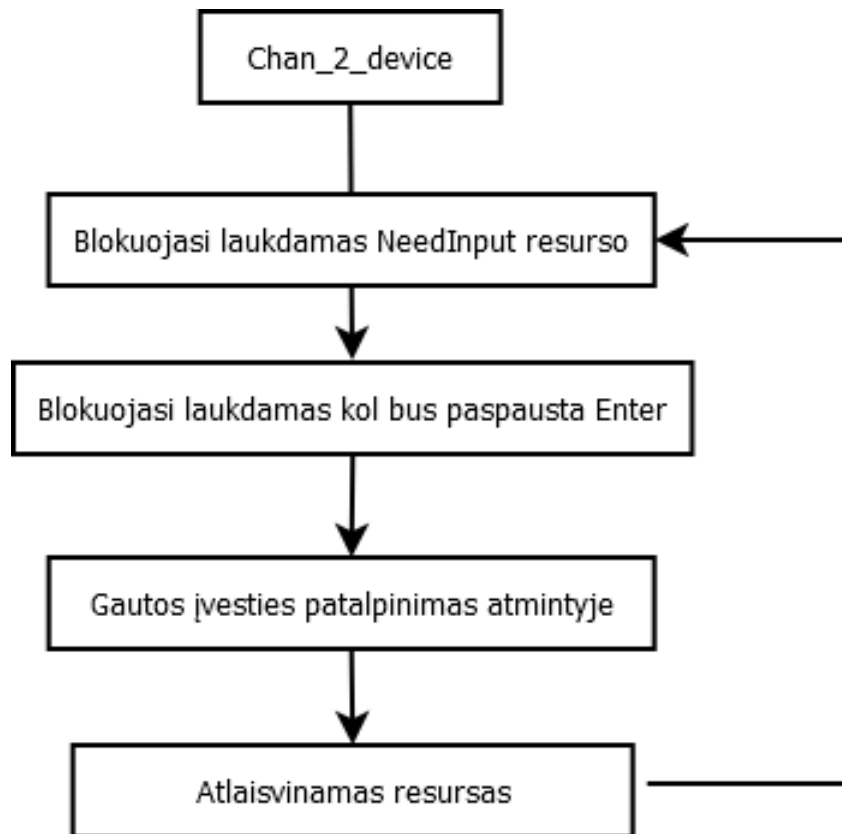 Chan_2_device
Blokuojasi laukdamas NeedInput resurso
Blokuojasi laukdamas kol bus paspausta Enter
Gautos įvesties patalpinimas atmintyje
Atlaisvinamas resursas